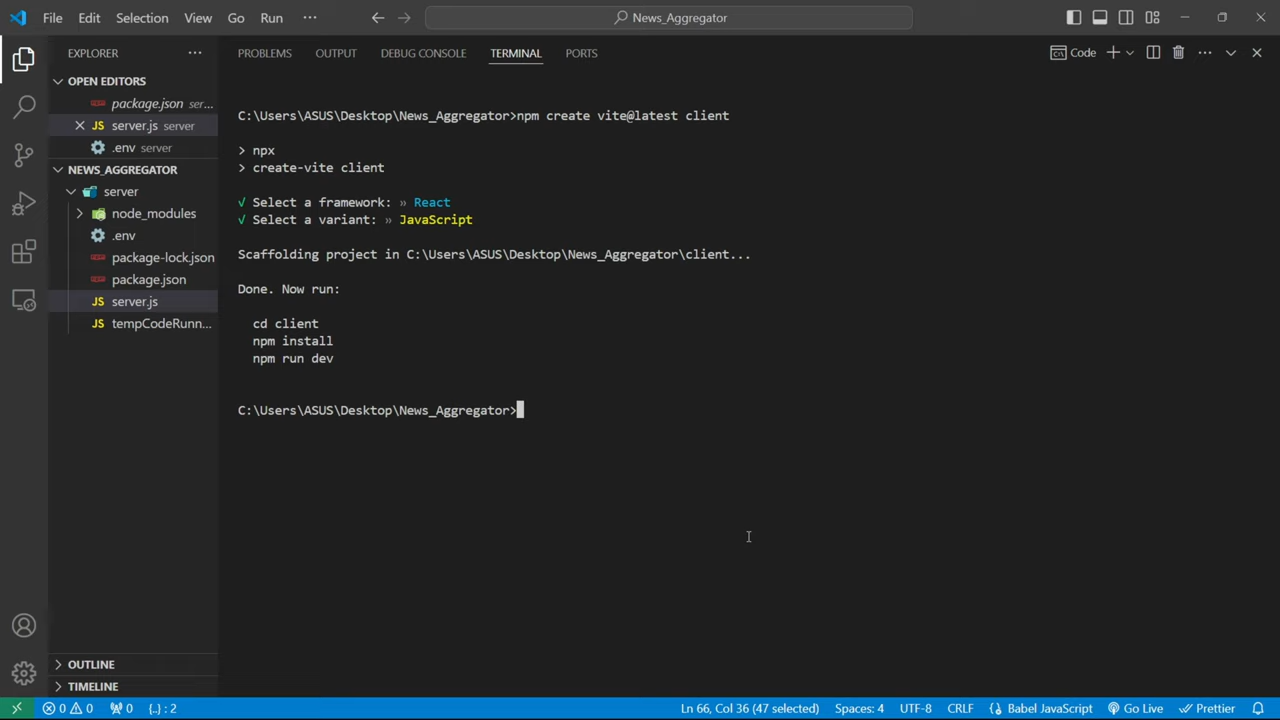 File Edit Selection View Go Run ··· News_Aggregator
EXPLORER ···
OPEN EDITORS
package.json ser...
server.js server
.env server
NEWS_AGGREGATOR
server
node_modules
.env
package-lock.json
package.json
server.js
tempCodeRunn...
OUTLINE
TIMELINE
PROBLEMS OUTPUT DEBUG CONSOLE TERMINAL PORTS Code
C:\Users\ASUS\Desktop\News_Aggregator>npm create vite@latest client
> npx
> create-vite client
√ Select a framework: » React
√ Select a variant: » JavaScript
Scaffolding project in C:\Users\ASUS\Desktop\News_Aggregator\client...
Done. Now run:
cd client
npm install
npm run dev
C:\Users\ASUS\Desktop\News_Aggregator>
0 0 0 {..} : 2 Ln 66, Col 36 (47 selected) Spaces: 4 UTF-8 CRLF Babel JavaScript Go Live Prettier